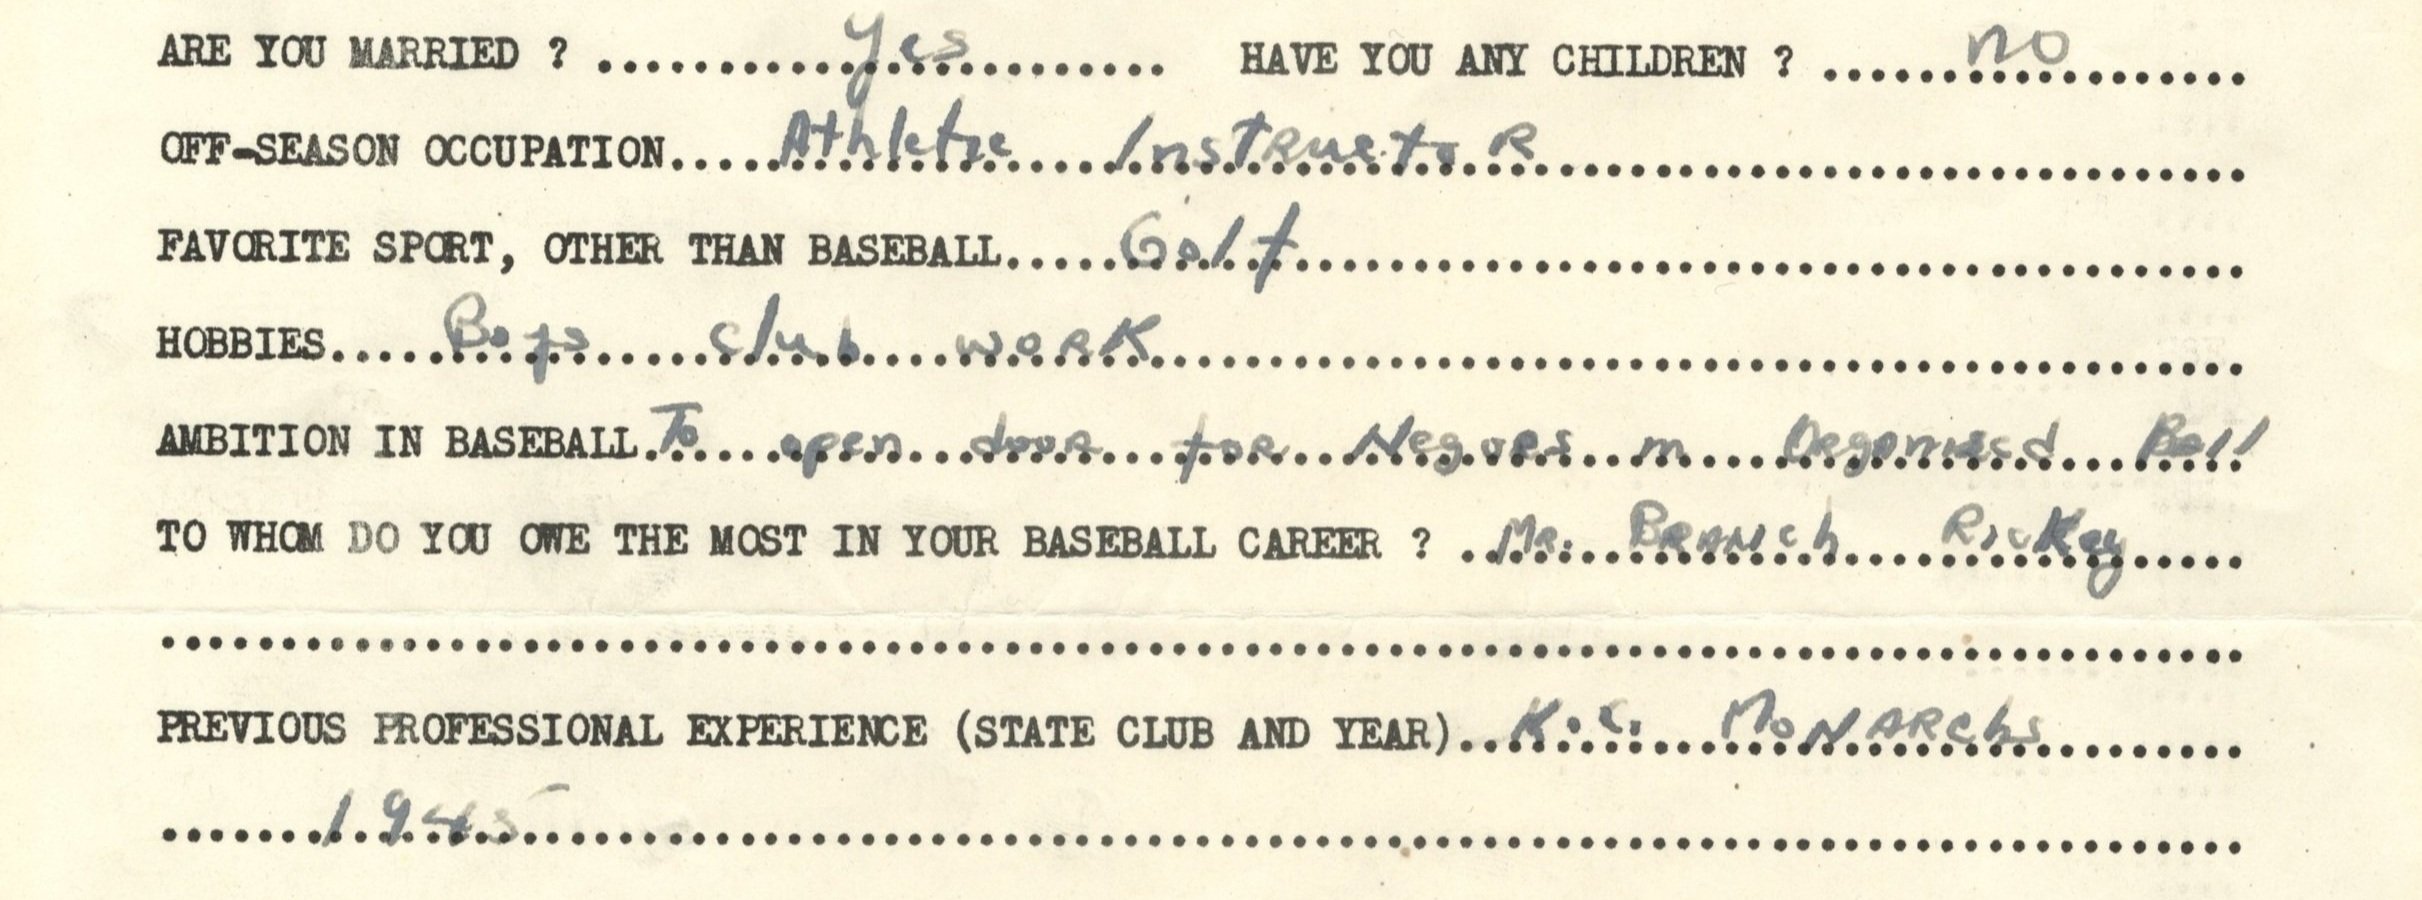 ARE YOU MARRIED ? ........yes........ HAVE YOU ANY CHILDREN ? ......no......
OFF-SEASON OCCUPATION....Athletic Instructor....
FAVORITE SPORT, OTHER THAN BASEBALL....Golf....
HOBBIES....Boys club work....
AMBITION IN BASEBALL. To open door for Negroes in Organized Ball
TO WHOM DO YOU OWE THE MOST IN YOUR BASEBALL CAREER ? ..Mr. Branch Rickey....
PREVIOUS PROFESSIONAL EXPERIENCE (STATE CLUB AND YEAR)..K.C. Monarchs....
....1945....